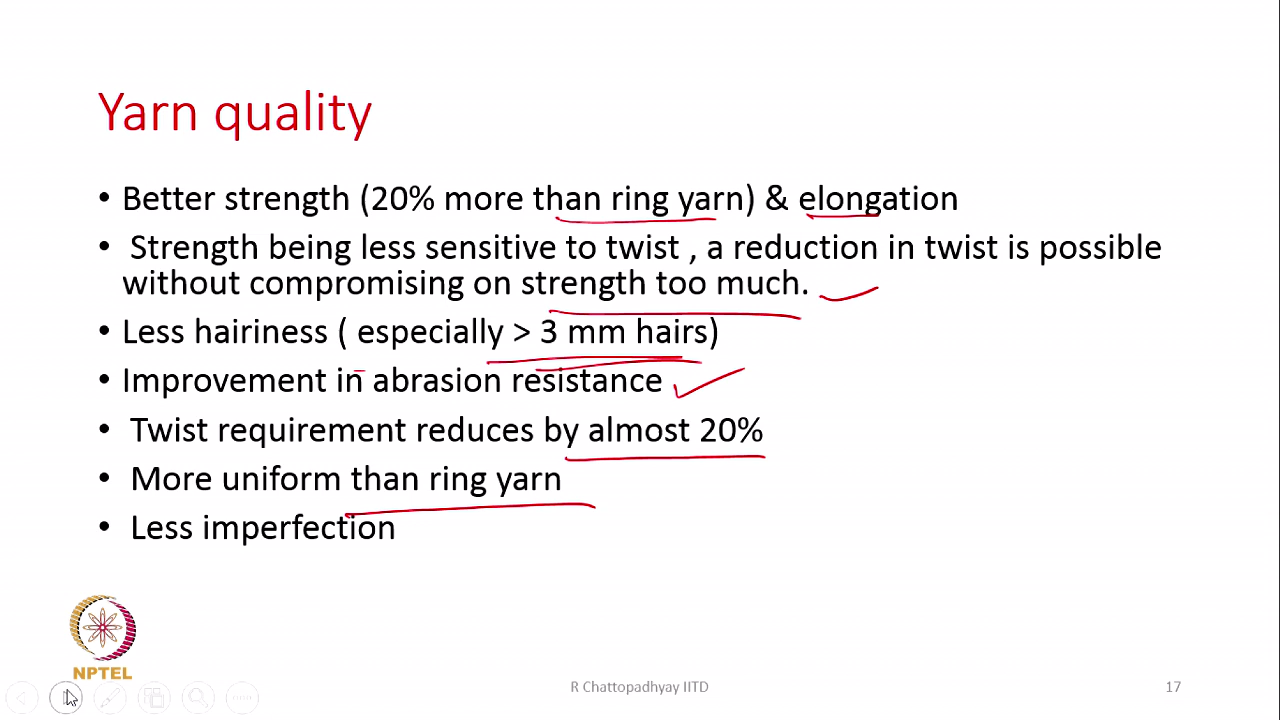 Yarn quality
• Better strength (20% more than ring yarn) & elongation
• Strength being less sensitive to twist , a reduction in twist is possible
without compromising on strength too much.
• Less hairiness ( especially > 3 mm hairs)
• Improvement in abrasion resistance
• Twist requirement reduces by almost 20%
• More uniform than ring yarn
• Less imperfection
NPTEL
R Chattopadhyay IITD
17